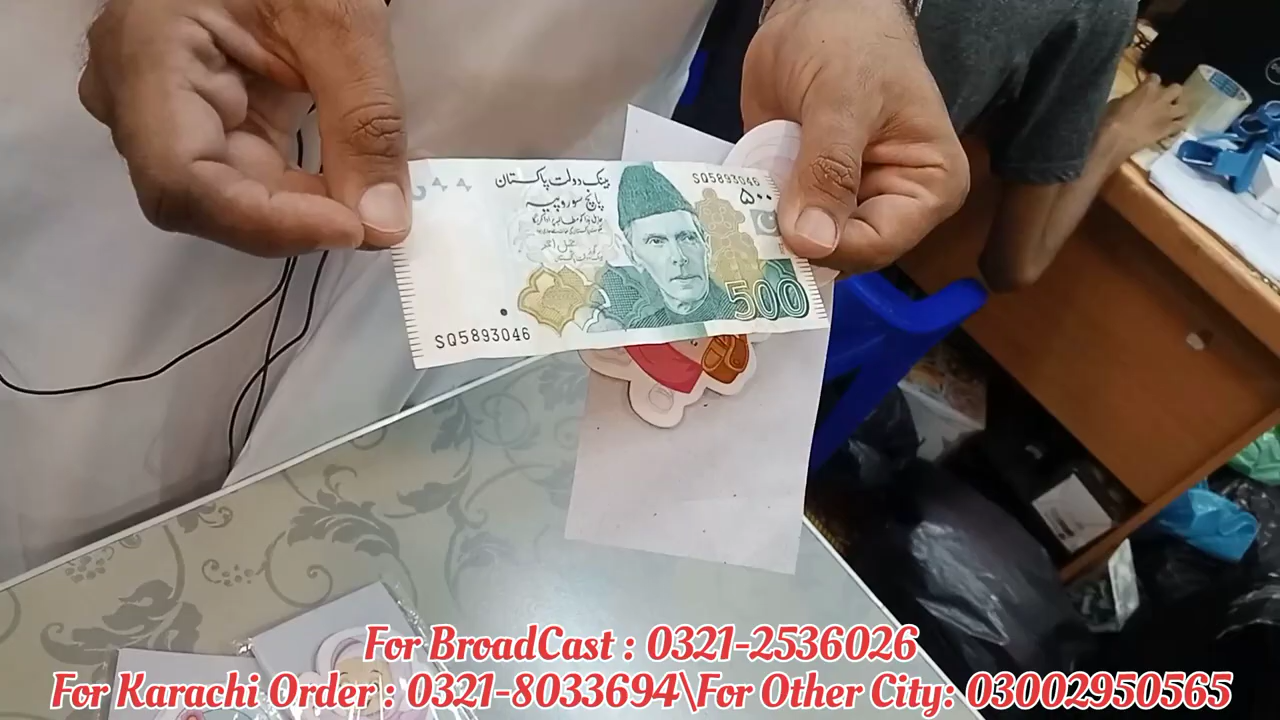 بینک دولت پاکستان
پانچ سو روپیہ
SQ5893046
۵۰۰
500
SQ5893046
For BroadCast : 0321-2536026
For Karachi Order : 0321-8033694\For Other City: 03002950565